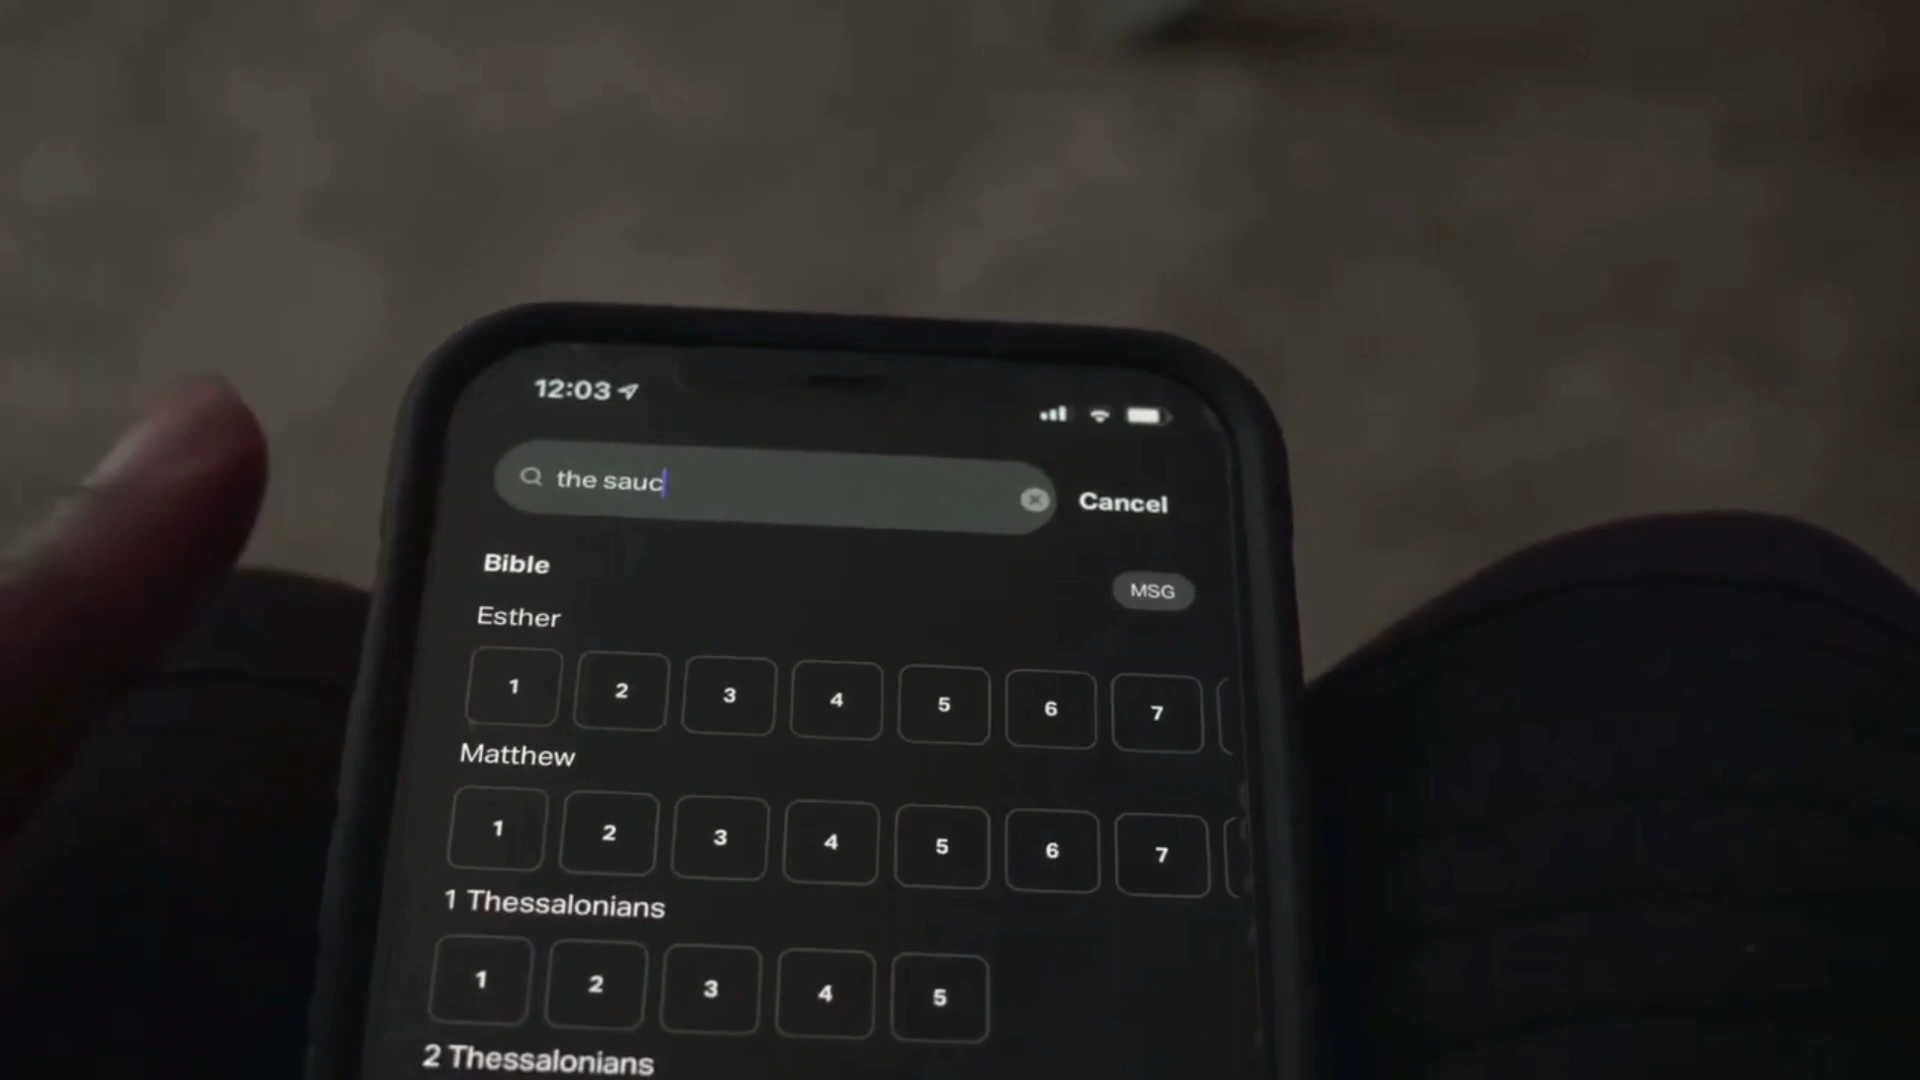 12:03
the sauc
Cancel
Bible
MSG
Esther
1 2 3 4 5 6 7
Matthew
1 2 3 4 5 6 7
1 Thessalonians
1 2 3 4 5
2 Thessalonians